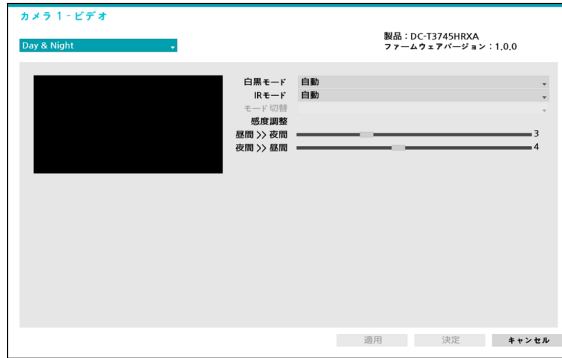 カメラ 1 - ビデオ
製品：DC-T3745HRXA
Day & Night
ファームウェアバージョン：1.0.0
白黒モード 自動
IRモード 自動
モード切替
感度調整
昼間 >> 夜間 3
夜間 >> 昼間 4
適用 決定 キャンセル